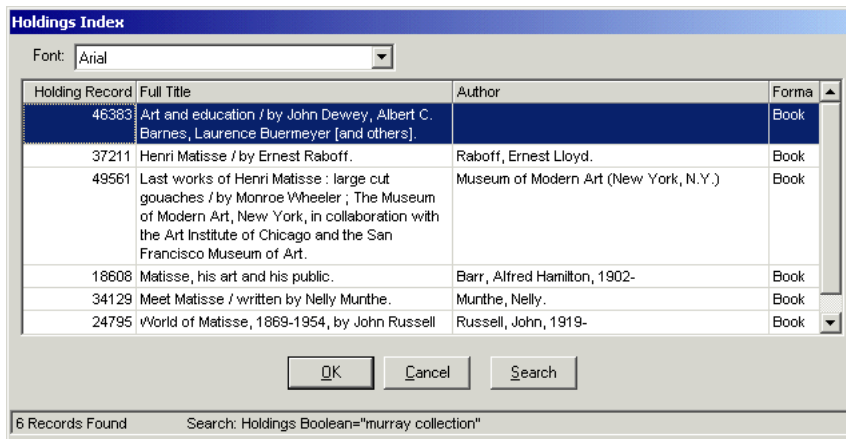 Holdings Index
Font: Arial
Holding Record Full Title Author Forma
46383 Art and education / by John Dewey, Albert C. Book
Barnes, Laurence Buermeyer [and others].
37211 Henri Matisse / by Ernest Raboff. Raboff, Ernest Lloyd. Book
49561 Last works of Henri Matisse : large cut Museum of Modern Art (New York, N.Y.) Book
gouaches / by Monroe Wheeler ; The Museum
of Modern Art, New York, in collaboration with
the Art Institute of Chicago and the San
Francisco Museum of Art.
18608 Matisse, his art and his public. Barr, Alfred Hamilton, 1902- Book
34129 Meet Matisse / written by Nelly Munthe. Munthe, Nelly. Book
24795 World of Matisse, 1869-1954, by John Russell Russell, John, 1919- Book
OK Cancel Search
6 Records Found Search: Holdings Boolean="murray collection"